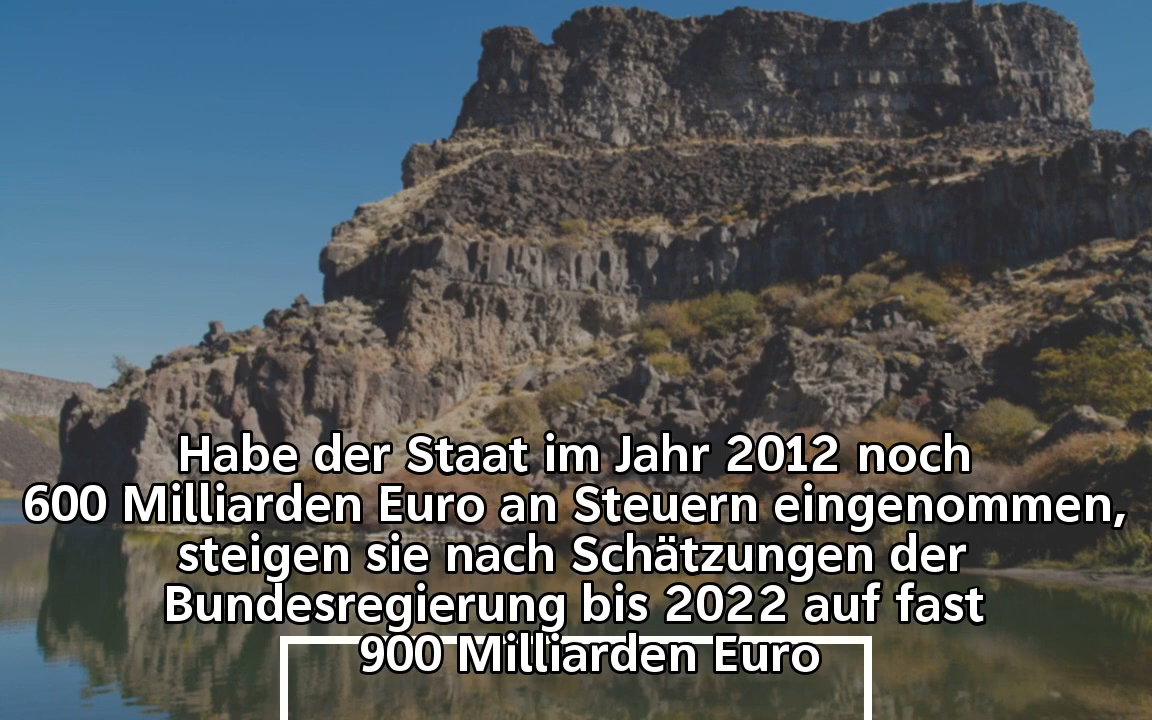 Habe der Staat im Jahr 2012 noch
600 Milliarden Euro an Steuern eingenommen,
steigen sie nach Schätzungen der
Bundesregierung bis 2022 auf fast
900 Milliarden Euro